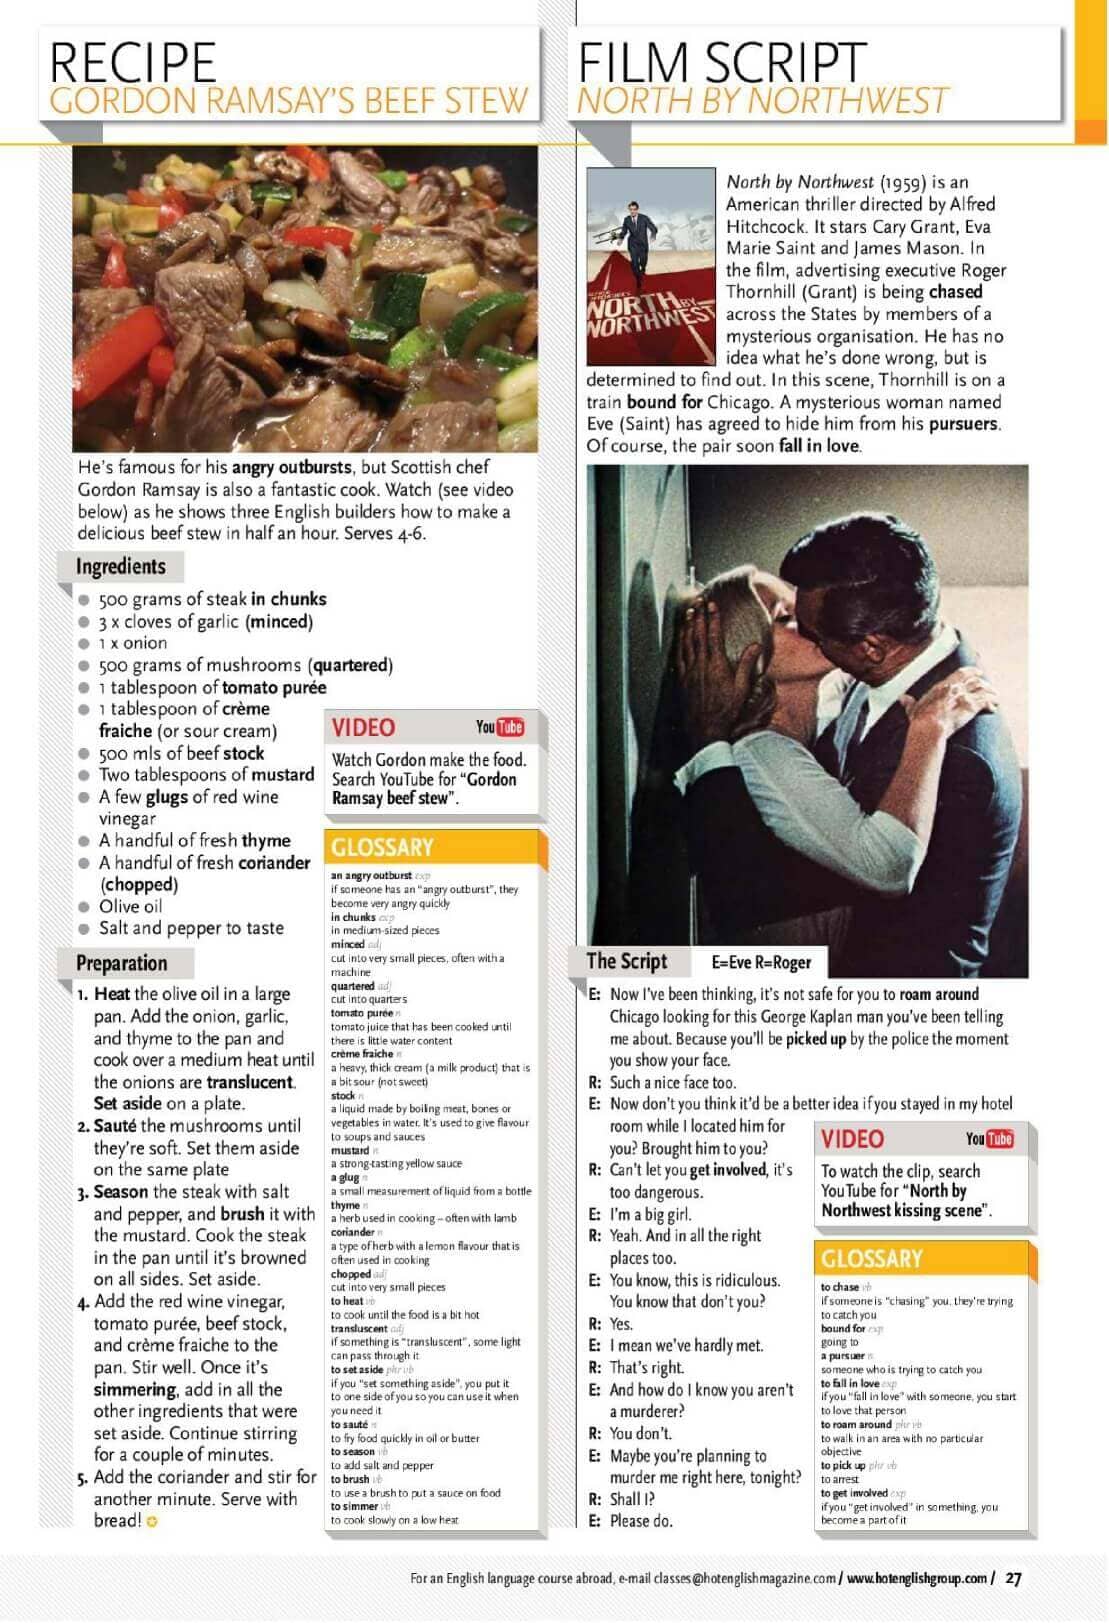 RECIPE
GORDON RAMSAY'S BEEF STEW
He's famous for his angry outbursts, but Scottish chef
Gordon Ramsay is also a fantastic cook. Watch (see video
below) as he shows three English builders how to make a
delicious beef stew in half an hour. Serves 4-6.
Ingredients
500 grams of steak in chunks
3 x cloves of garlic (minced)
1 x onion
500 grams of mushrooms (quartered)
1 tablespoon of tomato purée
1 tablespoon of crème
fraiche (or sour cream)
500 mls of beef stock
Two tablespoons of mustard
A few glugs of red wine
vinegar
A handful of fresh thyme
A handful of fresh coriander
(chopped)
Olive oil
Salt and pepper to taste
Preparation
1. Heat the olive oil in a large
pan. Add the onion, garlic,
and thyme to the pan and
cook over a medium heat until
the onions are translucent.
Set aside on a plate.
2. Sauté the mushrooms until
they're soft. Set them aside
on the same plate
3. Season the steak with salt
and pepper, and brush it with
the mustard. Cook the steak
in the pan until it's browned
on all sides. Set aside.
4. Add the red wine vinegar,
tomato purée, beef stock,
and crème fraiche to the
pan. Stir well. Once it's
simmering, add in all the
other ingredients that were
set aside. Continue stirring
for a couple of minutes.
5. Add the coriander and stir for
another minute. Serve with
bread!
VIDEO YouTube
Watch Gordon make the food.
Search YouTube for "Gordon
Ramsay beef stew".
GLOSSARY
an angry outburst exp
if someone has an "angry outburst", they
become very angry quickly
in chunks exp
in medium-sized pieces
minced adj
cut into very small pieces, often with a
machine
quartered adj
cut into quarters
tomato purée n
tomato juice that has been cooked until
there is little water content
crème fraiche n
a heavy, thick cream (a milk product) that is
a bit sour (not sweet)
stock n
a liquid made by boiling meat, bones or
vegetables in water. It's used to give flavour
to soups and sauces
mustard n
a strong-tasting yellow sauce
a glug n
a small measurement of liquid from a bottle
thyme n
a herb used in cooking – often with lamb
coriander n
a type of herb with a lemon flavour that is
often used in cooking
chopped adj
cut into very small pieces
to heat vb
to cook until the food is a bit hot
transluscent adj
if something is "transluscent", some light
can pass through it
to set aside phr vb
if you "set something aside", you put it
to one side of you so you can use it when
you need it
to sauté n
to fry food quickly in oil or butter
to season vb
to add salt and pepper
to brush vb
to use a brush to put a sauce on food
to simmer vb
to cook slowly on a low heat
FILM SCRIPT
NORTH BY NORTHWEST
NORTH BY
NORTHWEST
North by Northwest (1959) is an
American thriller directed by Alfred
Hitchcock. It stars Cary Grant, Eva
Marie Saint and James Mason. In
the film, advertising executive Roger
Thornhill (Grant) is being chased
across the States by members of a
mysterious organisation. He has no
idea what he's done wrong, but is
determined to find out. In this scene, Thornhill is on a
train bound for Chicago. A mysterious woman named
Eve (Saint) has agreed to hide him from his pursuers.
Of course, the pair soon fall in love.
The Script E=Eve R=Roger
E: Now I've been thinking, it's not safe for you to roam around
Chicago looking for this George Kaplan man you've been telling
me about. Because you'll be picked up by the police the moment
you show your face.
R: Such a nice face too.
E: Now don't you think it'd be a better idea if you stayed in my hotel
room while I located him for
you? Brought him to you?
R: Can't let you get involved, it's
too dangerous.
E: I'm a big girl.
R: Yeah. And in all the right
places too.
E: You know, this is ridiculous.
You know that don't you?
R: Yes.
E: I mean we've hardly met.
R: That's right.
E: And how do I know you aren't
a murderer?
R: You don't.
E: Maybe you're planning to
murder me right here, tonight?
R: Shall I?
E: Please do.
VIDEO YouTube
To watch the clip, search
YouTube for "North by
Northwest kissing scene".
GLOSSARY
to chase vb
if someone is "chasing" you, they're trying
to catch you
bound for exp
going to
a pursuer n
someone who is trying to catch you
to fall in love exp
if you "fall in love" with someone, you start
to love that person
to roam around phr vb
to walk in an area with no particular
objective
to pick up phr vb
to arrest
to get involved exp
if you "get involved" in something, you
become a part of it
For an English language course abroad, e-mail classes@hotenglishmagazine.com / www.hotenglishgroup.com / 27